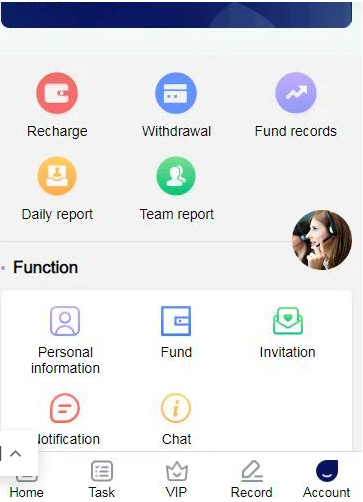 Recharge
Withdrawal
Fund records
Daily report
Team report
Function
Personal
information
Fund
Invitation
Notification
Chat
Home
Task
VIP
Record
Account